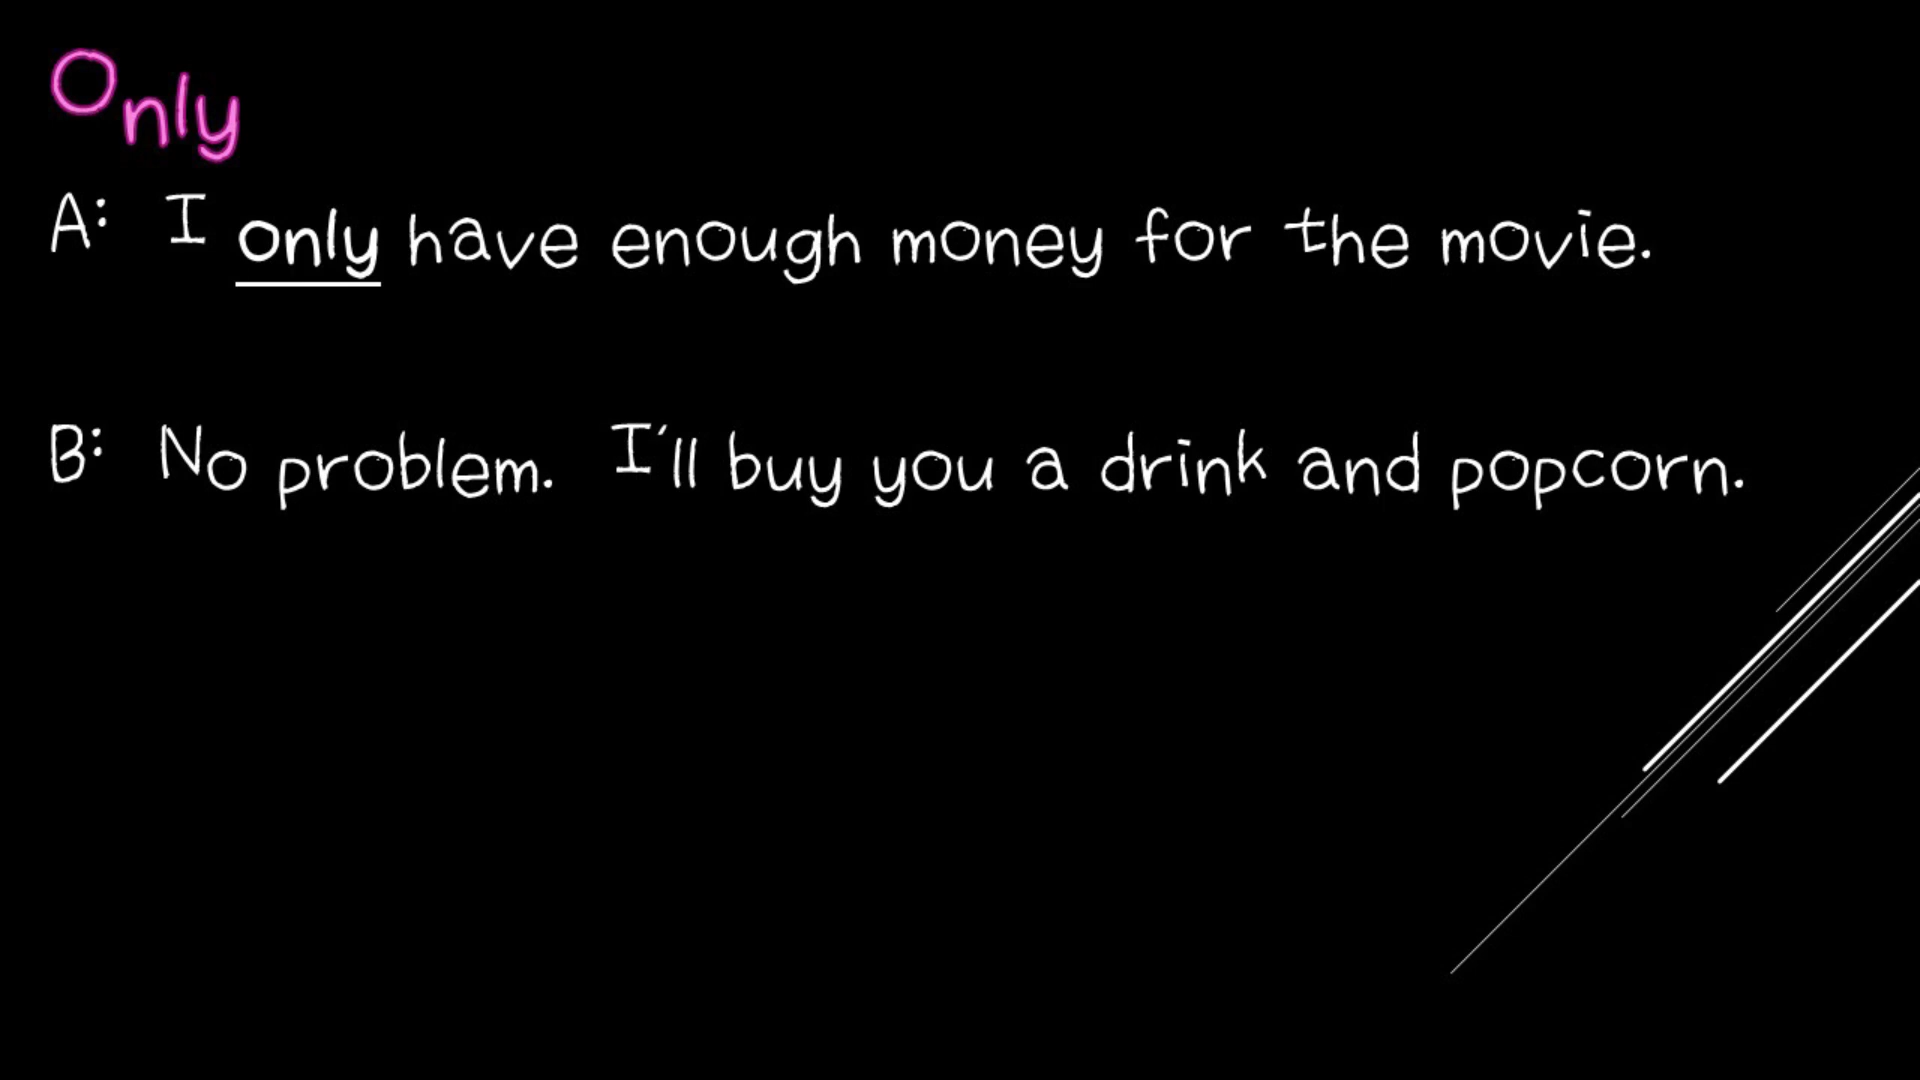 Only
A: I only have enough money for the movie.
B: No problem. I'll buy you a drink and popcorn.